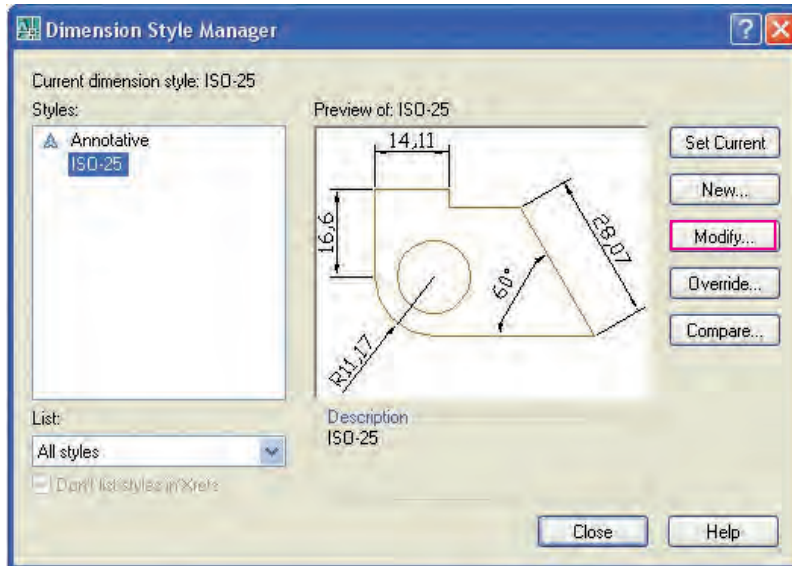 Dimension Style Manager
Current dimension style: ISO-25
Styles:
Annotative
ISO-25
Preview of: ISO-25
14,11
16,6
28,07
60°
R11,17
Set Current
New...
Modify...
Override...
Compare...
List:
All styles
Don't list styles in Xrefs
Description
ISO-25
Close
Help